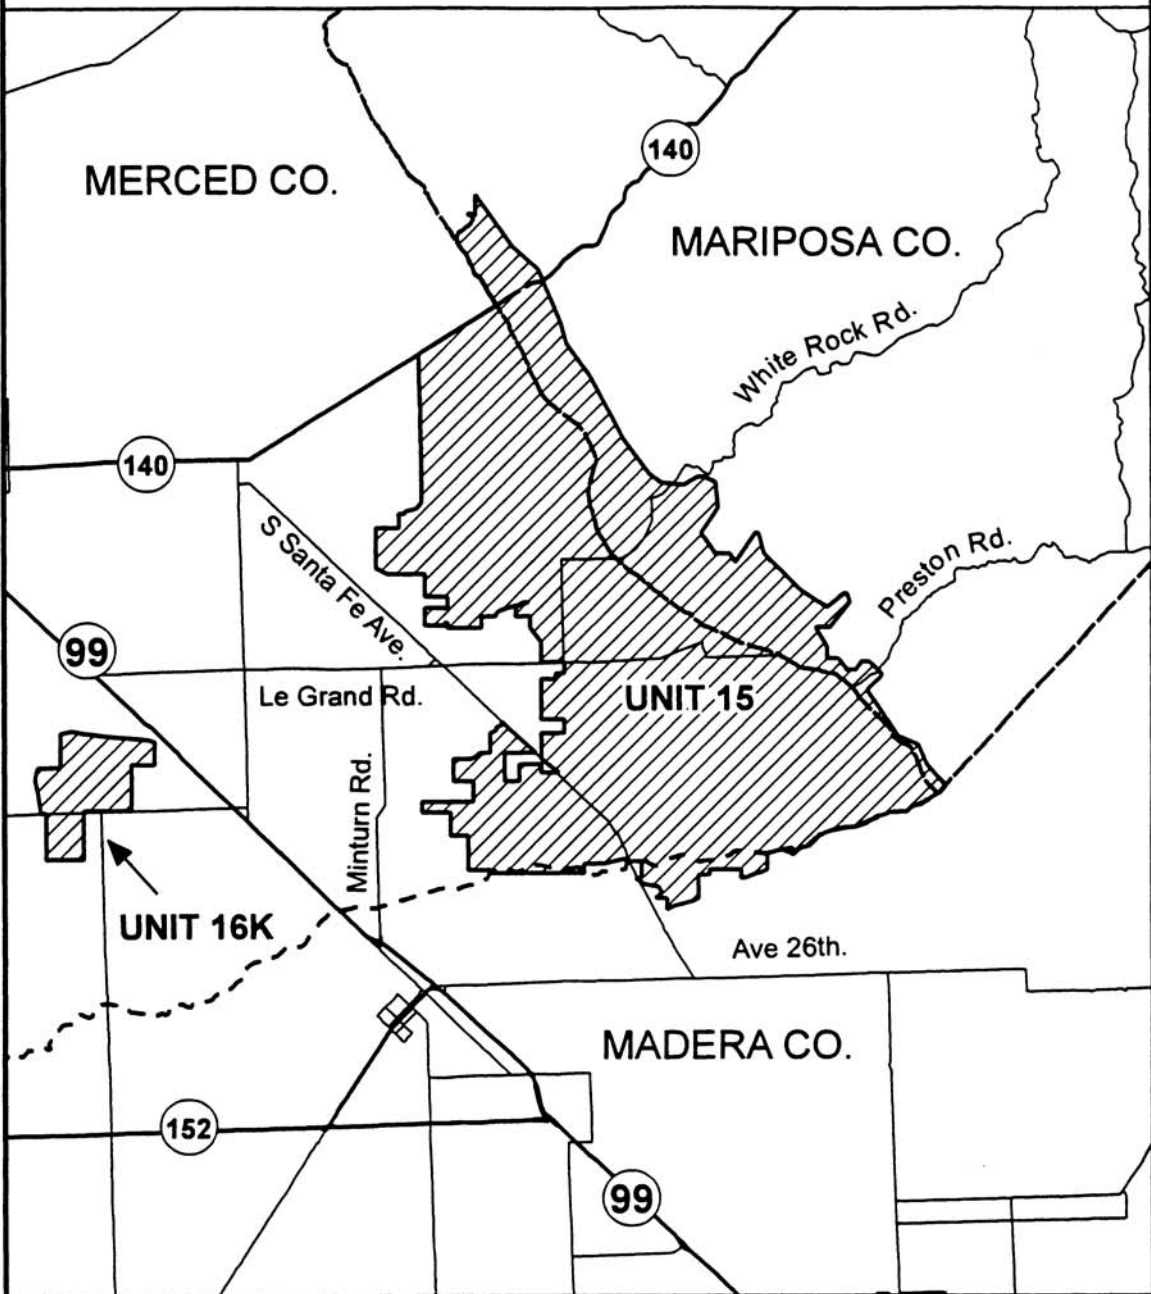 140
MERCED CO.
MARIPOSA CO.
White Rock Rd.
140
S Santa Fe Ave.
Preston Rd.
99
Le Grand Rd.
UNIT 15
Minturn Rd.
UNIT 16K
Ave 26th.
MADERA CO.
152
99